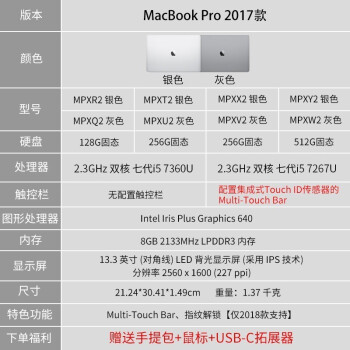 版本 MacBook Pro 2017款
颜色 银色 灰色
型号 MPXR2 银色 MPXT2 银色 MPXX2 银色 MPXY2 银色
MPXQ2 灰色 MPXU2 灰色 MPXV2 灰色 MPXW2 灰色
硬盘 128G固态 256G固态 256G固态 512G固态
处理器 2.3GHz 双核 七代i5 7360U 2.3GHz 双核 七代i5 7267U
触控栏 无配置触控栏 配置集成式Touch ID传感器的
Multi-Touch Bar
图形处理器 Intel Iris Plus Graphics 640
内存 8GB 2133MHz LPDDR3 内存
显示屏 13.3 英寸 (对角线) LED 背光显示屏 (采用 IPS 技术)
分辨率 2560 x 1600 (227 ppi)
尺寸 21.24*30.41*1.49cm 重量：1.37 千克
特色功能 Multi-Touch Bar、指纹解锁【仅2018款支持】
下单福利 赠送手提包+鼠标+USB-C拓展器